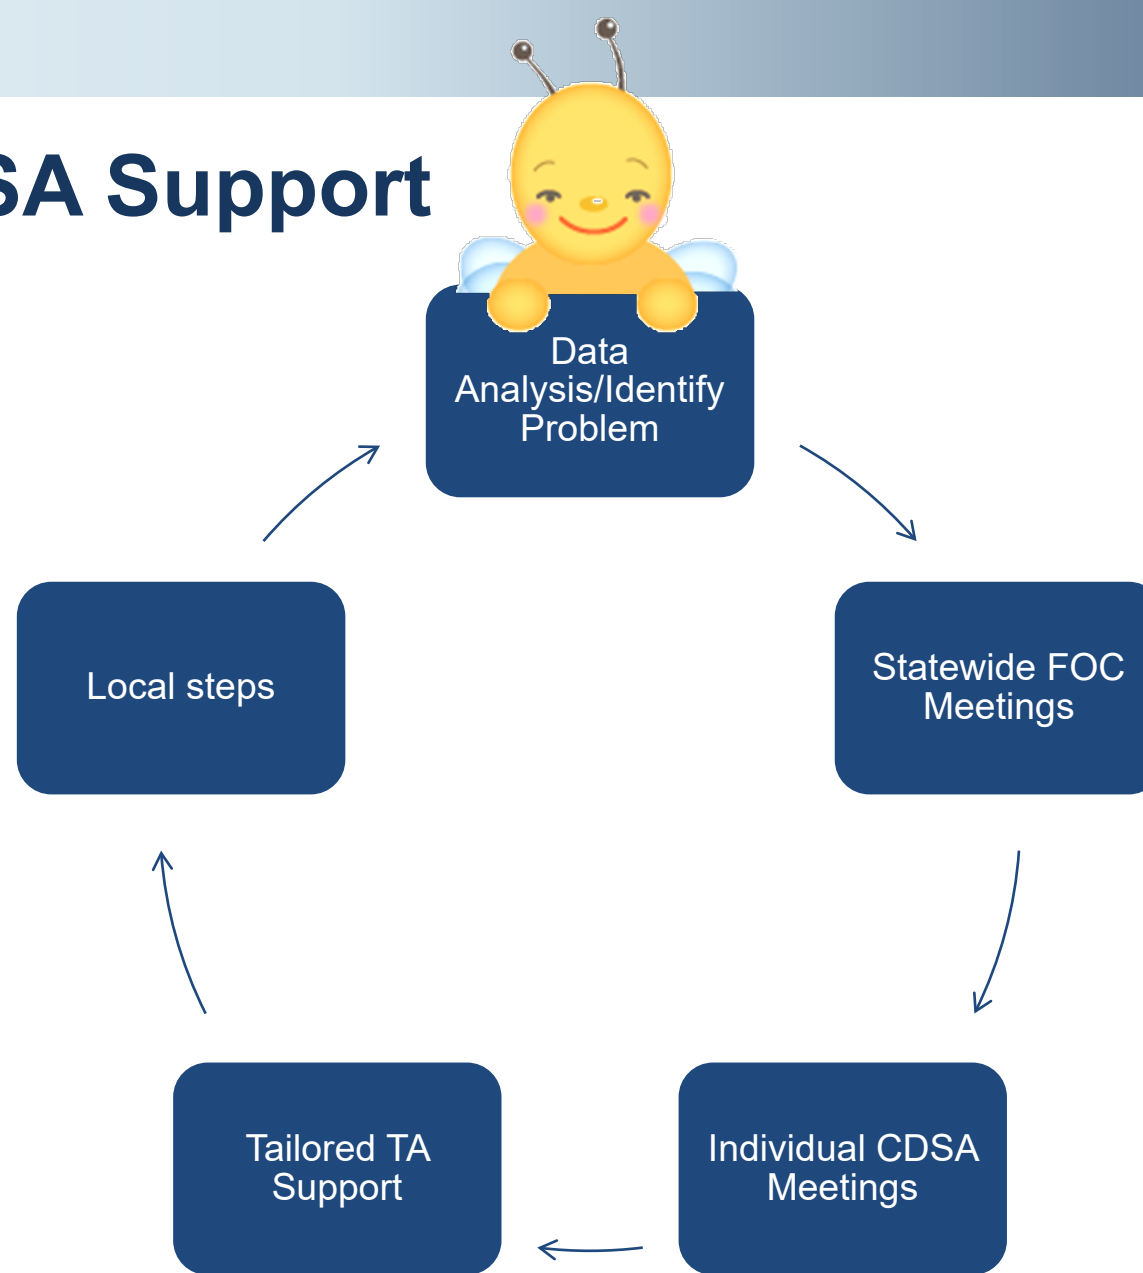 SA Support
Data
Analysis/Identify
Problem
Statewide FOC
Meetings
Individual CDSA
Meetings
Tailored TA
Support
Local steps